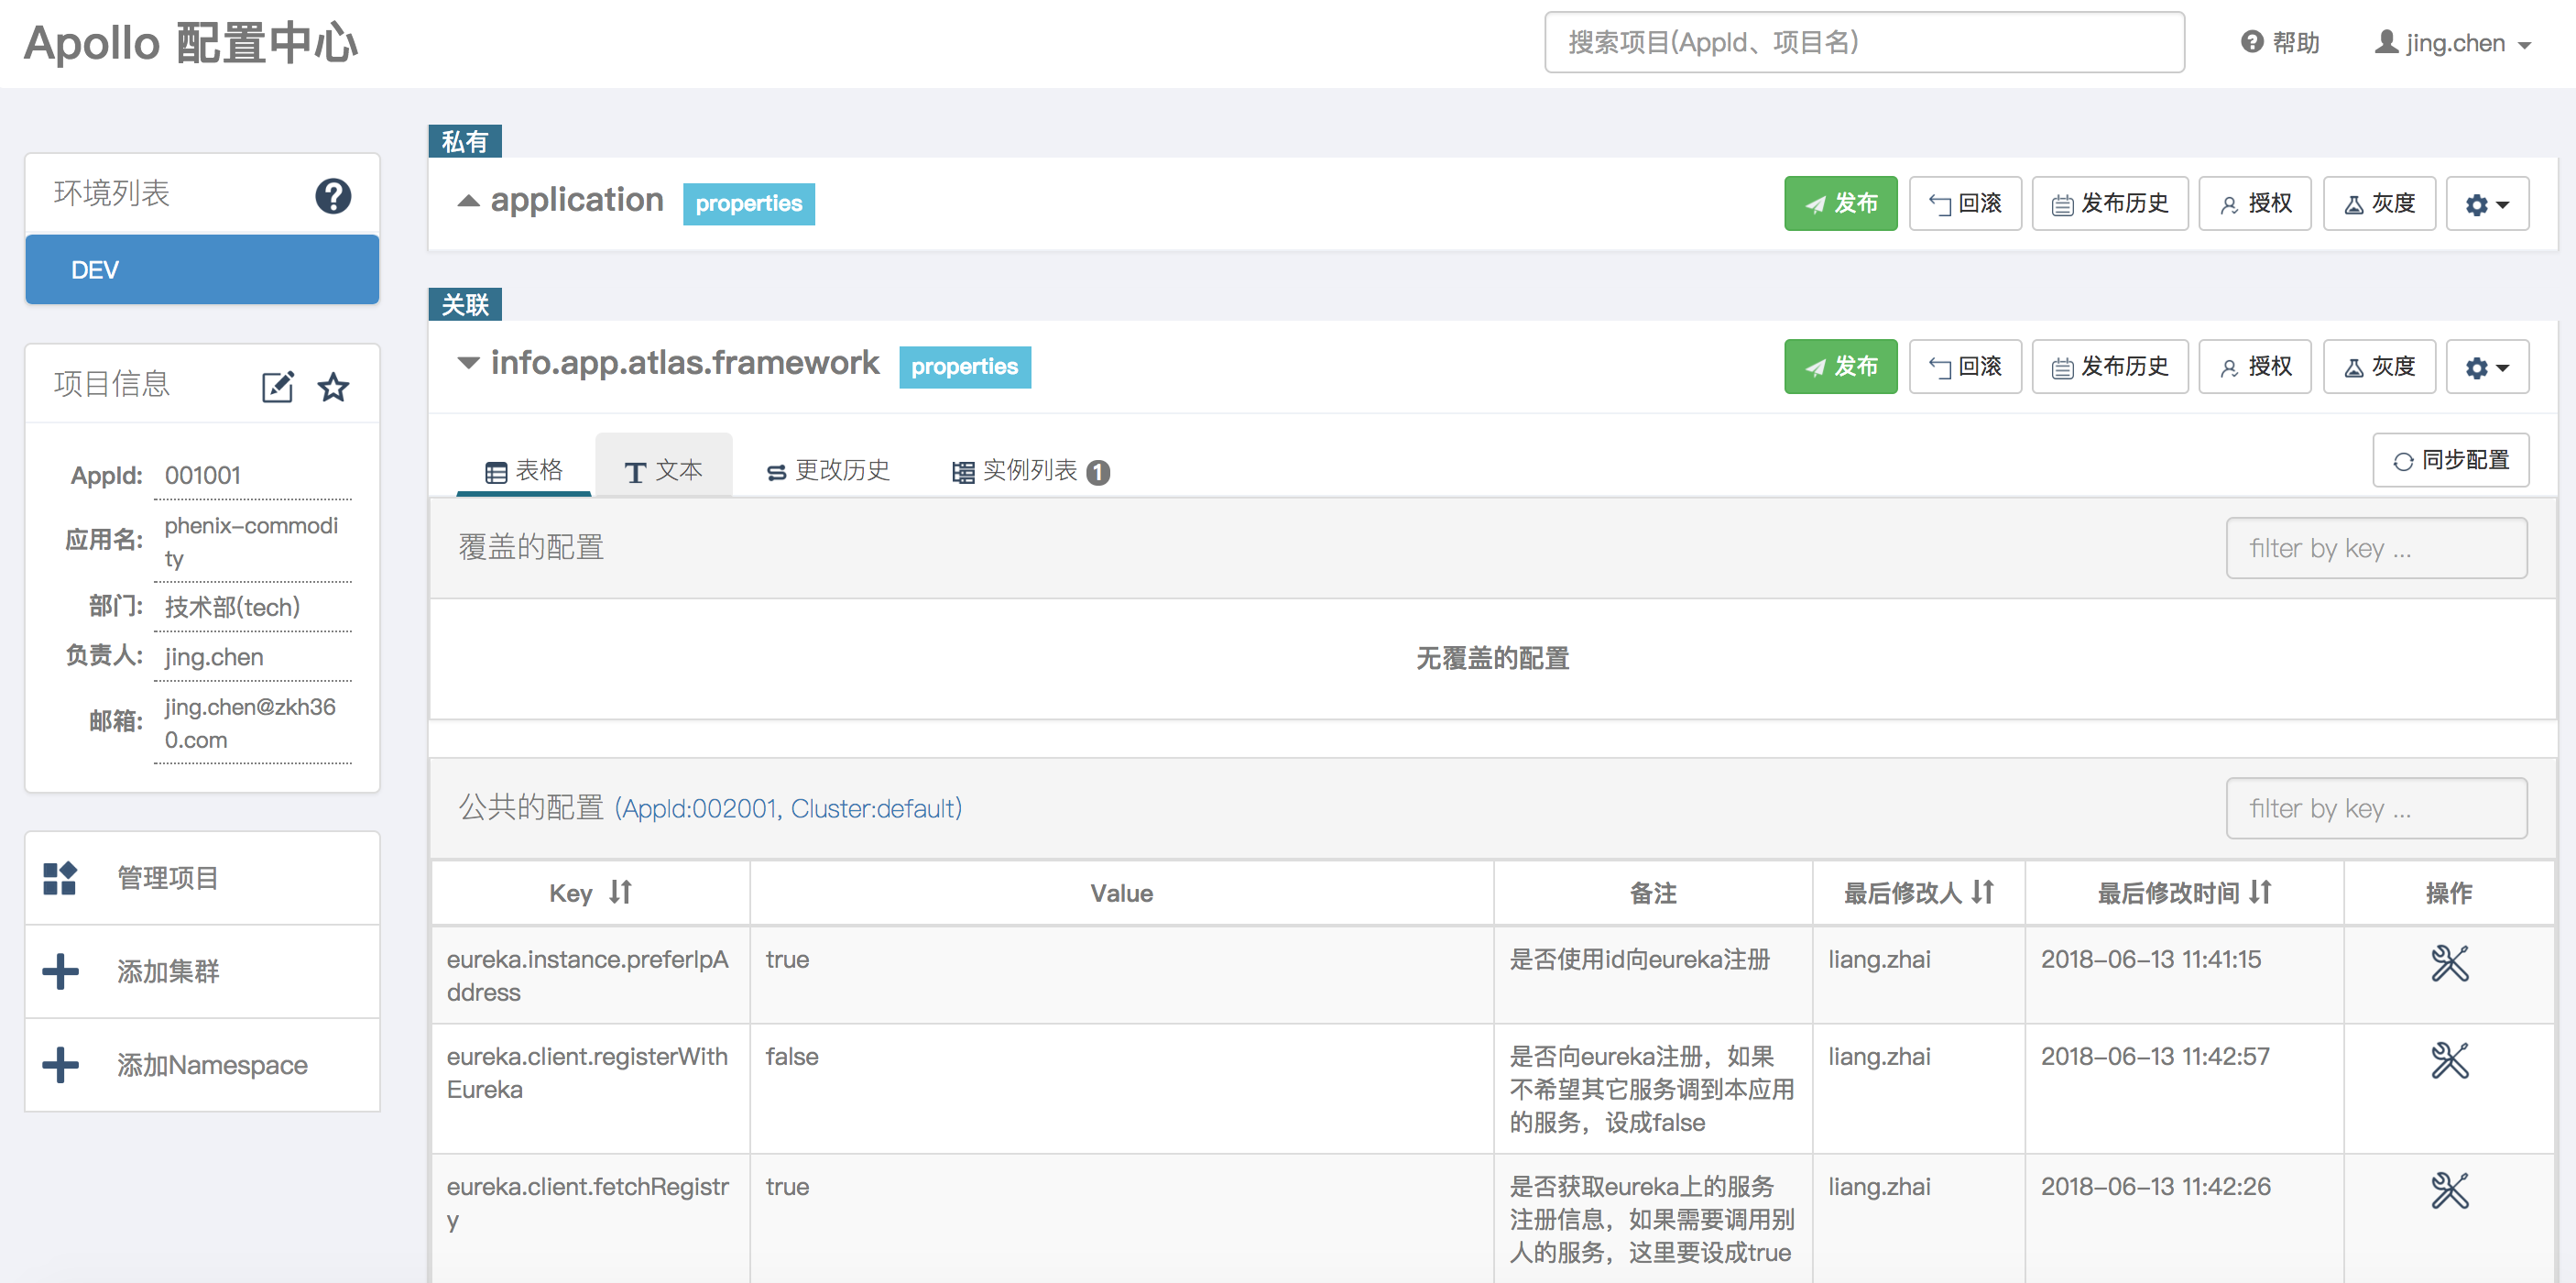 Apollo 配置中心
搜索项目(AppId、项目名)
帮助
jing.chen
环境列表
DEV
项目信息
AppId: 001001
应用名: phenix-commodi
ty
部门: 技术部(tech)
负责人: jing.chen
邮箱: jing.chen@zkh36
0.com
管理项目
添加集群
添加Namespace
私有
application properties
发布 回滚 发布历史 授权 灰度
关联
info.app.atlas.framework properties
发布 回滚 发布历史 授权 灰度
表格 文本 更改历史 实例列表 1
同步配置
覆盖的配置
filter by key ...
无覆盖的配置
公共的配置 (AppId:002001, Cluster:default)
filter by key ...
Key Value 备注 最后修改人 最后修改时间 操作
eureka.instance.preferIpA true 是否使用id向eureka注册 liang.zhai 2018-06-13 11:41:15
ddress
eureka.client.registerWith false 是否向eureka注册，如果 liang.zhai 2018-06-13 11:42:57
Eureka 不希望其它服务调到本应用
的服务，设成false
eureka.client.fetchRegistr true 是否获取eureka上的服务 liang.zhai 2018-06-13 11:42:26
y 注册信息，如果需要调用别
人的服务，这里要设成true